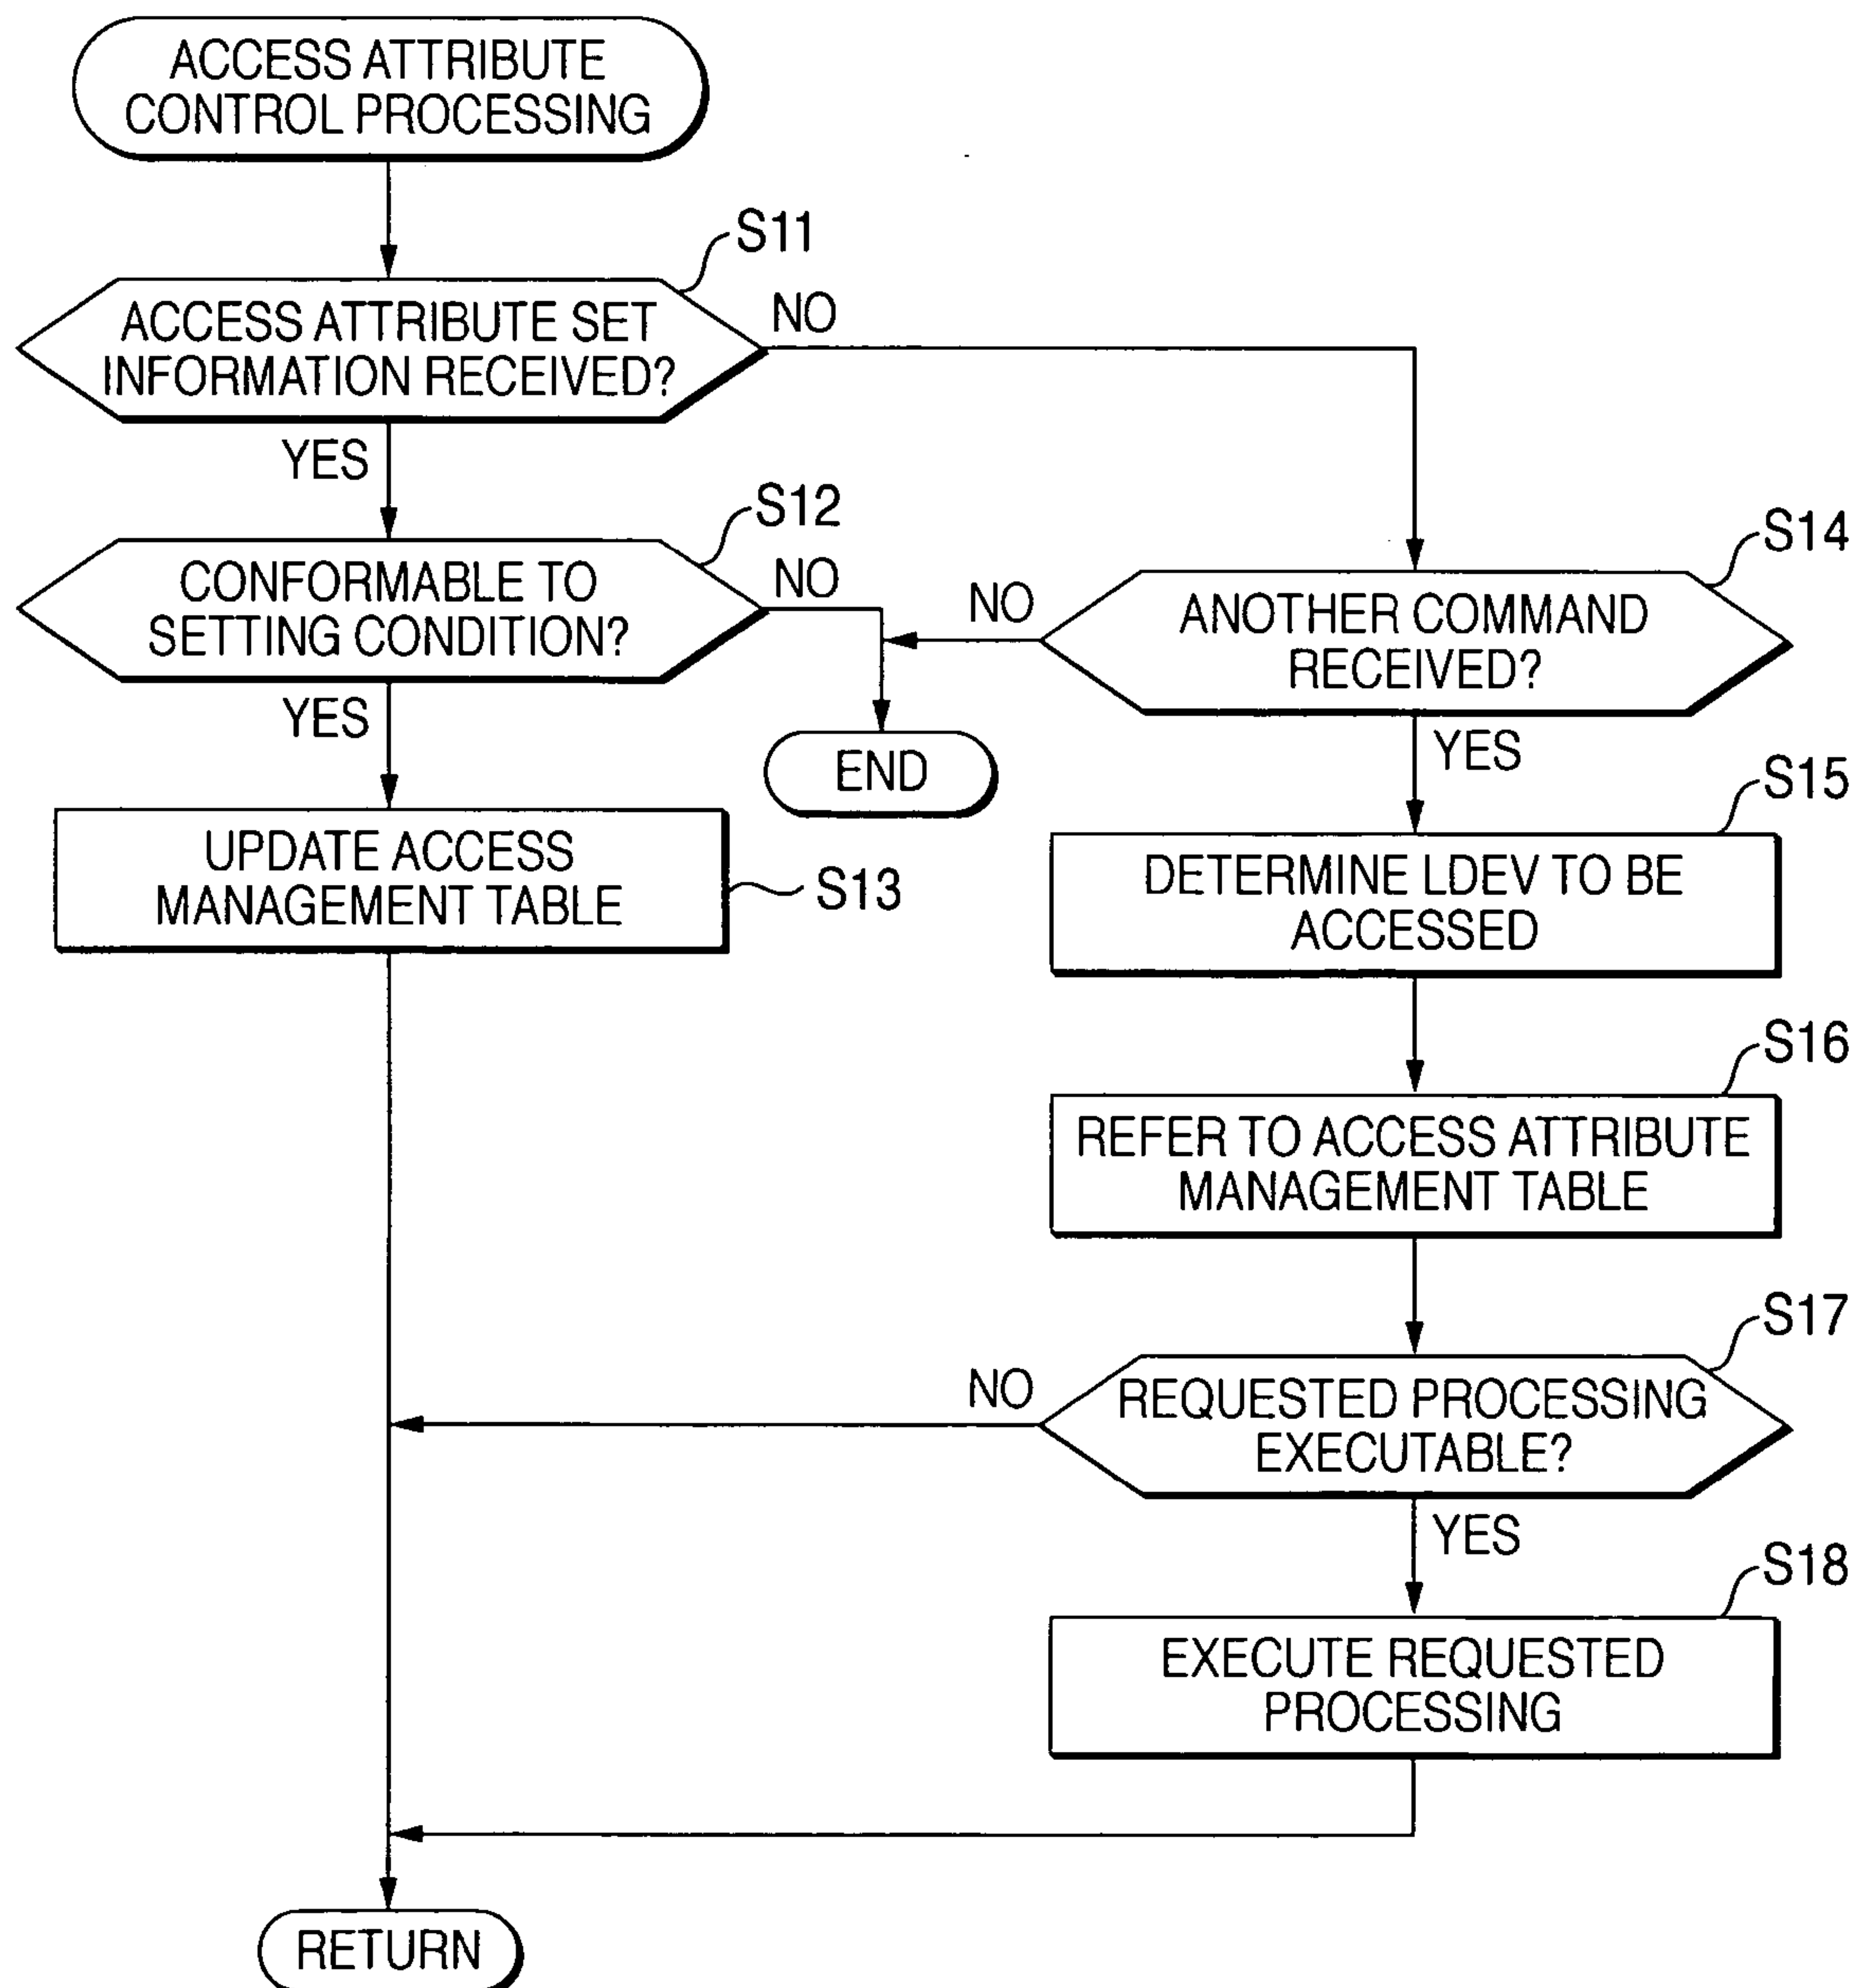 ACCESS ATTRIBUTE
CONTROL PROCESSING
S11
ACCESS ATTRIBUTE SET
INFORMATION RECEIVED?
NO
YES
S12
CONFORMABLE TO
SETTING CONDITION?
NO
YES
END
UPDATE ACCESS
MANAGEMENT TABLE
S13
S14
ANOTHER COMMAND
RECEIVED?
NO
YES
S15
DETERMINE LDEV TO BE
ACCESSED
S16
REFER TO ACCESS ATTRIBUTE
MANAGEMENT TABLE
S17
REQUESTED PROCESSING
EXECUTABLE?
NO
YES
S18
EXECUTE REQUESTED
PROCESSING
RETURN